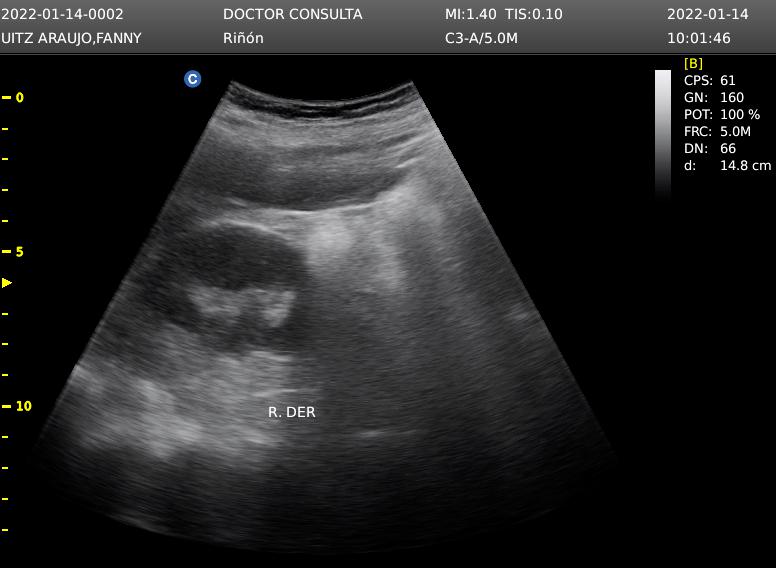 2022-01-14-0002 DOCTOR CONSULTA MI:1.40 TIS:0.10 2022-01-14
UITZ ARAUJO,FANNY Riñón C3-A/5.0M 10:01:46
[B]
C
CPS: 61
0
GN: 160
POT: 100 %
FRC: 5.0M
DN: 66
d: 14.8 cm
5
10
R. DER